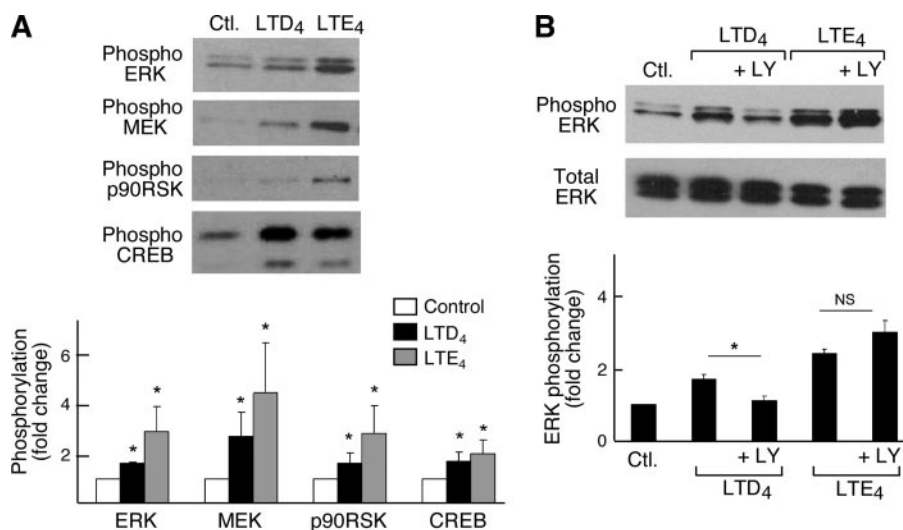 A
Ctl. LTD4 LTE4
Phospho
ERK
Phospho
MEK
Phospho
p90RSK
Phospho
CREB
Control
LTD4
LTE4
Phosphorylation
(fold change)
6
4
2
* * * * * * * *
ERK MEK p90RSK CREB
B
LTD4 LTE4
Ctl. + LY + LY
Phospho
ERK
Total
ERK
ERK phosphorylation
(fold change)
4
2
0
*
NS
Ctl. + LY + LY
LTD4 LTE4